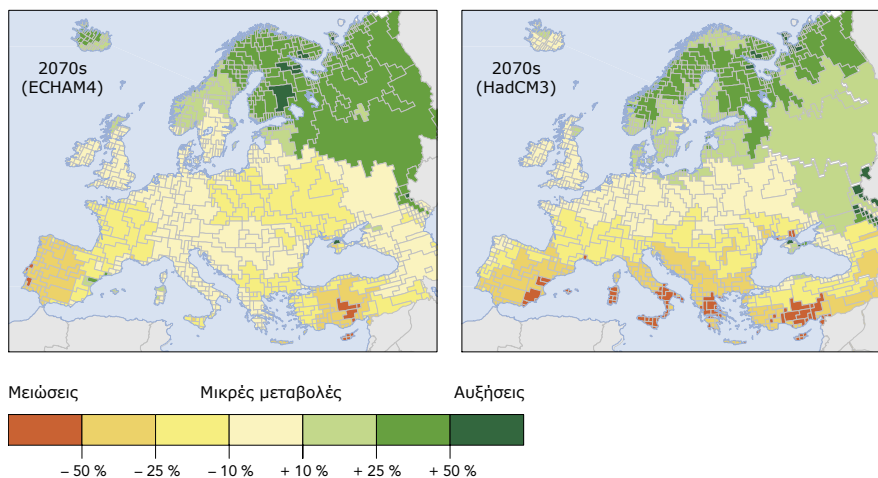 2070s
(ECHAM4)
2070s
(HadCM3)
Μειώσεις Μικρές μεταβολές Αυξήσεις
– 50 % – 25 % – 10 % + 10 % + 25 % + 50 %